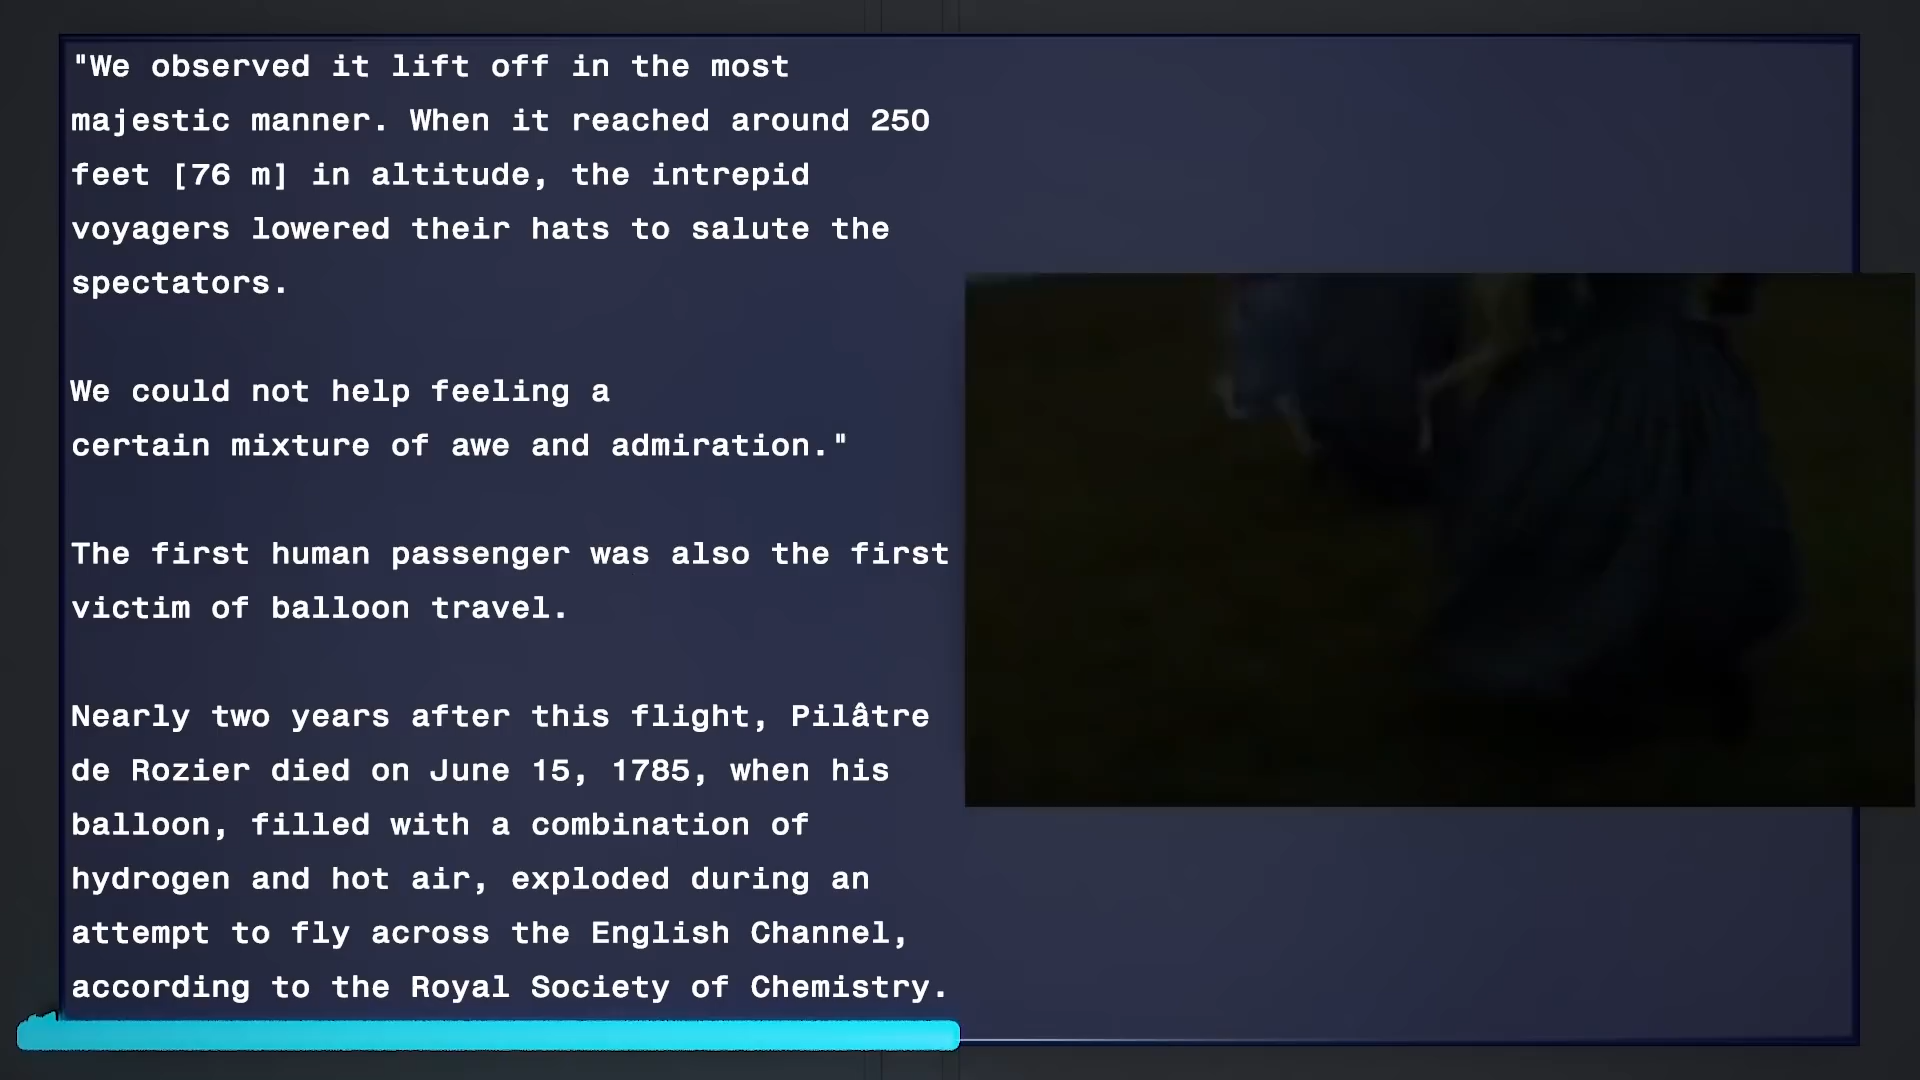 "We observed it lift off in the most
majestic manner. When it reached around 250
feet [76 m] in altitude, the intrepid
voyagers lowered their hats to salute the
spectators.
We could not help feeling a
certain mixture of awe and admiration."
The first human passenger was also the first
victim of balloon travel.
Nearly two years after this flight, Pilâtre
de Rozier died on June 15, 1785, when his
balloon, filled with a combination of
hydrogen and hot air, exploded during an
attempt to fly across the English Channel,
according to the Royal Society of Chemistry.